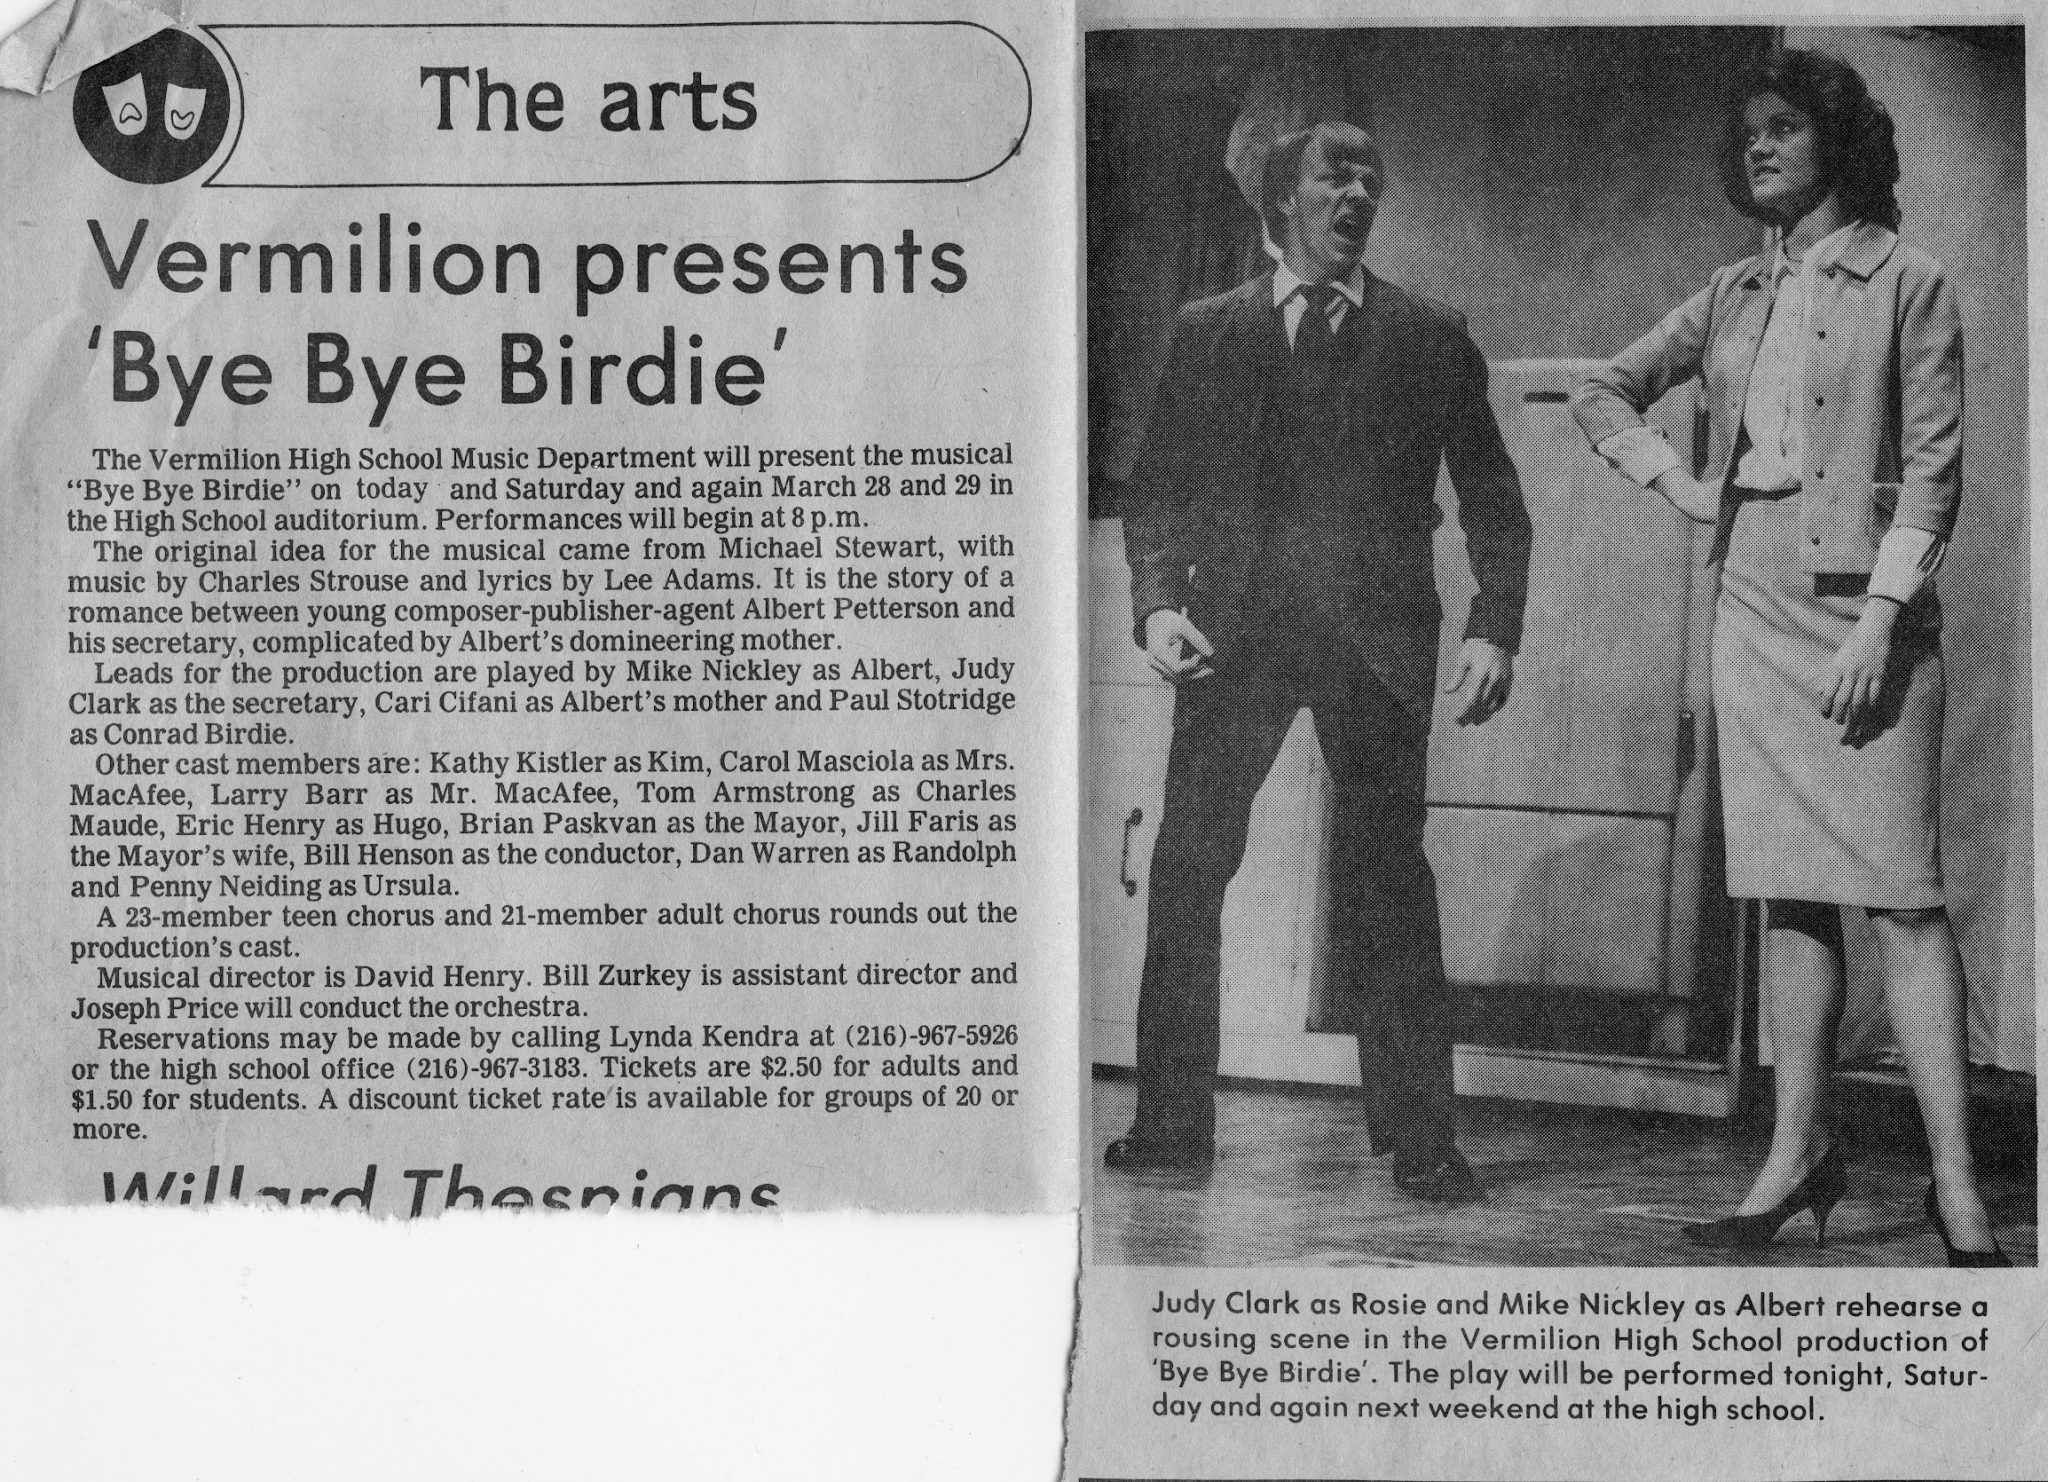 The arts
Vermilion presents
'Bye Bye Birdie'
The Vermilion High School Music Department will present the musical
"Bye Bye Birdie" on today and Saturday and again March 28 and 29 in
the High School auditorium. Performances will begin at 8 p.m.
The original idea for the musical came from Michael Stewart, with
music by Charles Strouse and lyrics by Lee Adams. It is the story of a
romance between young composer-publisher-agent Albert Petterson and
his secretary, complicated by Albert's domineering mother.
Leads for the production are played by Mike Nickley as Albert, Judy
Clark as the secretary, Cari Cifani as Albert's mother and Paul Stotridge
as Conrad Birdie.
Other cast members are: Kathy Kistler as Kim, Carol Masciola as Mrs.
MacAfee, Larry Barr as Mr. MacAfee, Tom Armstrong as Charles
Maude, Eric Henry as Hugo, Brian Paskvan as the Mayor, Jill Faris as
the Mayor's wife, Bill Henson as the conductor, Dan Warren as Randolph
and Penny Neiding as Ursula.
A 23-member teen chorus and 21-member adult chorus rounds out the
production's cast.
Musical director is David Henry. Bill Zurkey is assistant director and
Joseph Price will conduct the orchestra.
Reservations may be made by calling Lynda Kendra at (216)-967-5926
or the high school office (216)-967-3183. Tickets are $2.50 for adults and
$1.50 for students. A discount ticket rate is available for groups of 20 or
more.
Willard Thespians
Judy Clark as Rosie and Mike Nickley as Albert rehearse a
rousing scene in the Vermilion High School production of
'Bye Bye Birdie'. The play will be performed tonight, Satur-
day and again next weekend at the high school.